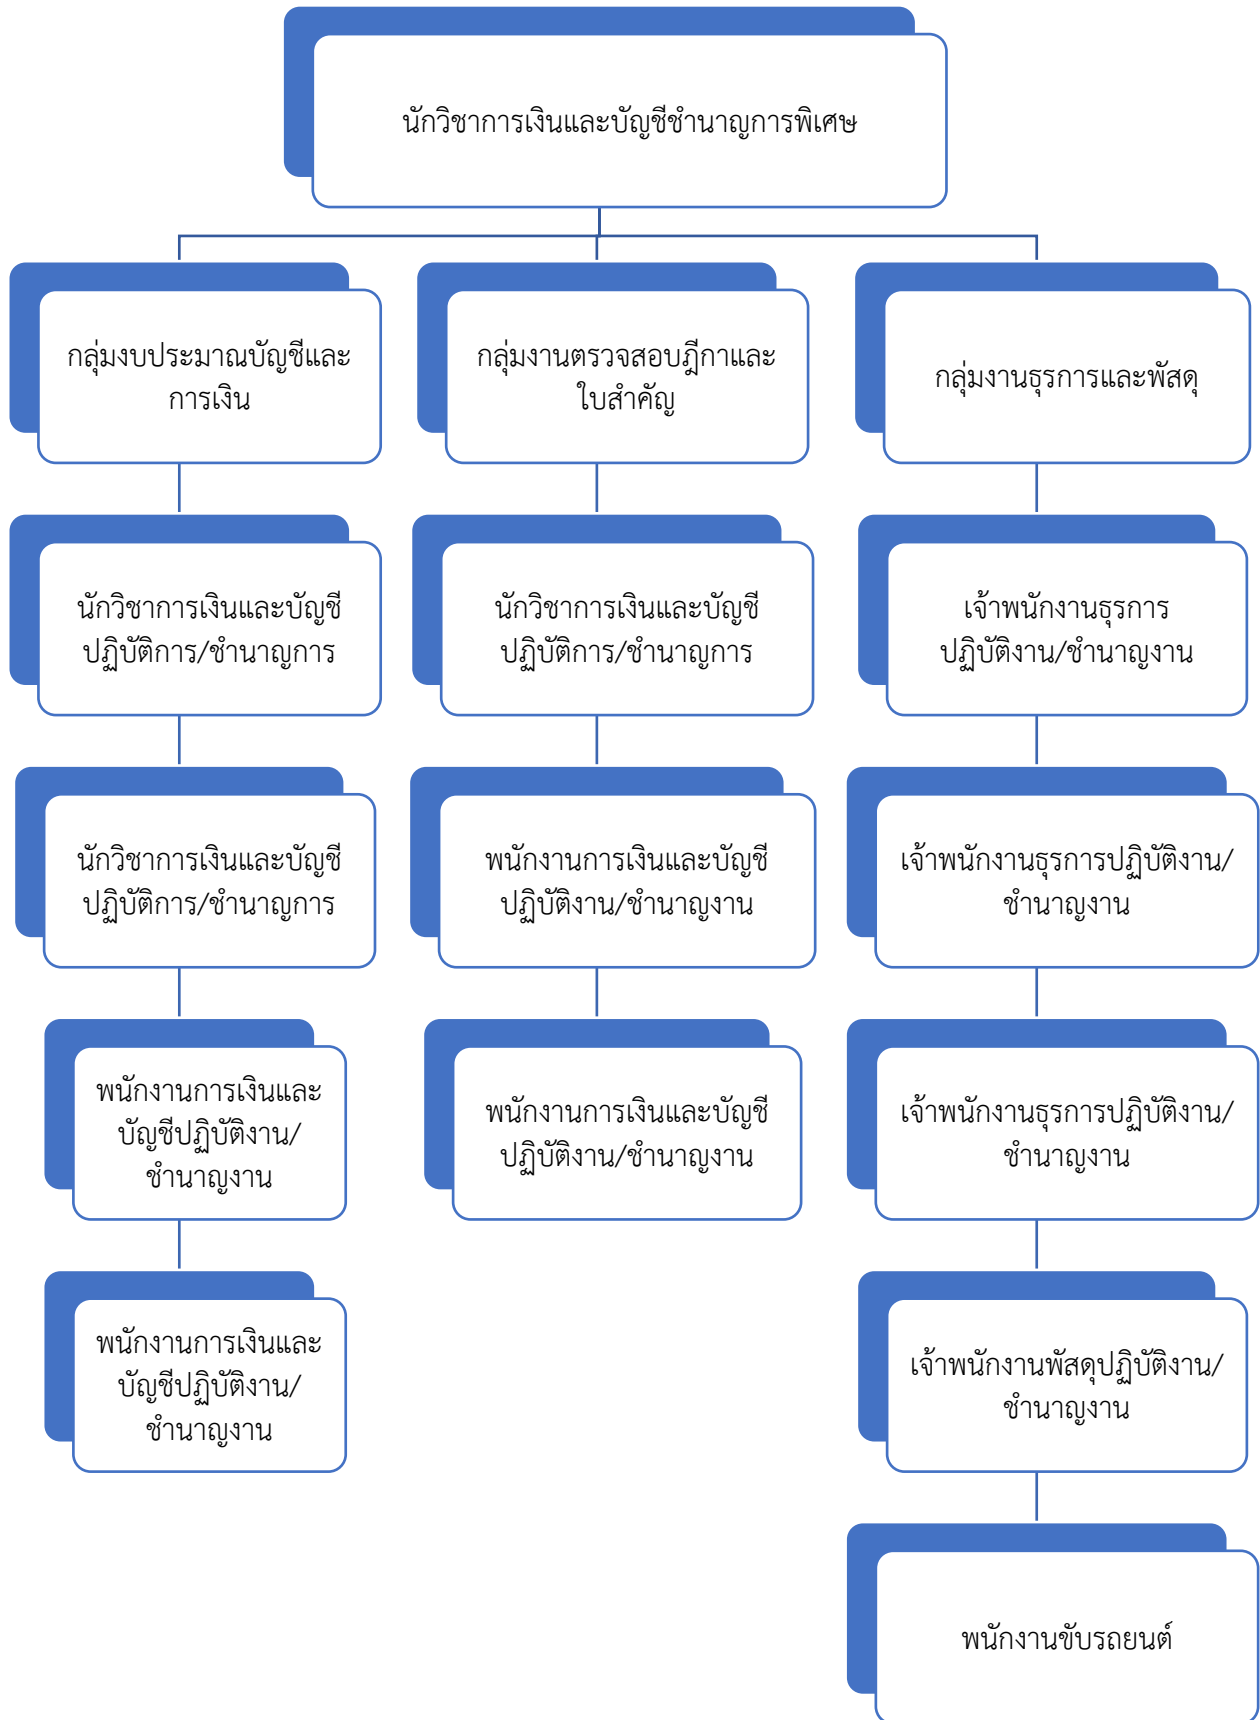 นักวิชาการเงินและบัญชีชำนาญการพิเศษ
กลุ่มงบประมาณบัญชีและ
การเงิน
กลุ่มงานตรวจสอบฎีกาและ
ใบสำคัญ
กลุ่มงานธุรการและพัสดุ
นักวิชาการเงินและบัญชี
ปฏิบัติการ/ชำนาญการ
นักวิชาการเงินและบัญชี
ปฏิบัติการ/ชำนาญการ
เจ้าพนักงานธุรการ
ปฏิบัติงาน/ชำนาญงาน
นักวิชาการเงินและบัญชี
ปฏิบัติการ/ชำนาญการ
พนักงานการเงินและบัญชี
ปฏิบัติงาน/ชำนาญงาน
เจ้าพนักงานธุรการปฏิบัติงาน/
ชำนาญงาน
พนักงานการเงินและ
บัญชีปฏิบัติงาน/
ชำนาญงาน
พนักงานการเงินและบัญชี
ปฏิบัติงาน/ชำนาญงาน
เจ้าพนักงานธุรการปฏิบัติงาน/
ชำนาญงาน
พนักงานการเงินและ
บัญชีปฏิบัติงาน/
ชำนาญงาน
เจ้าพนักงานพัสดุปฏิบัติงาน/
ชำนาญงาน
พนักงานขับรถยนต์